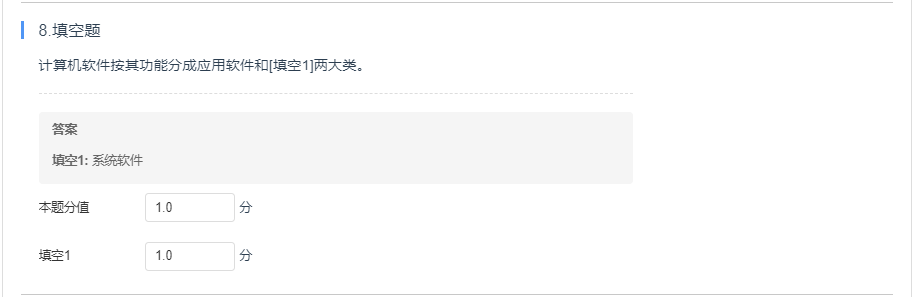 8.填空题
计算机软件按其功能分成应用软件和[填空1]两大类。
答案
填空1: 系统软件
本题分值 1.0 分
填空1 1.0 分